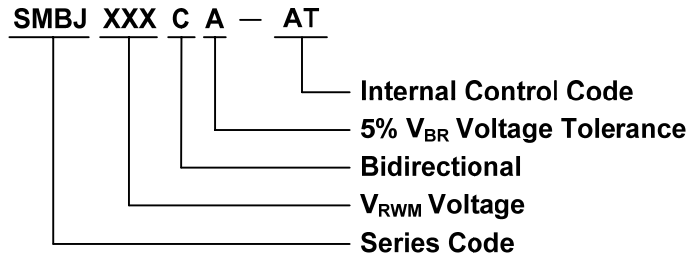 SMBJ XXX C A — AT
Internal Control Code
5% VBR Voltage Tolerance
Bidirectional
VRWM Voltage
Series Code